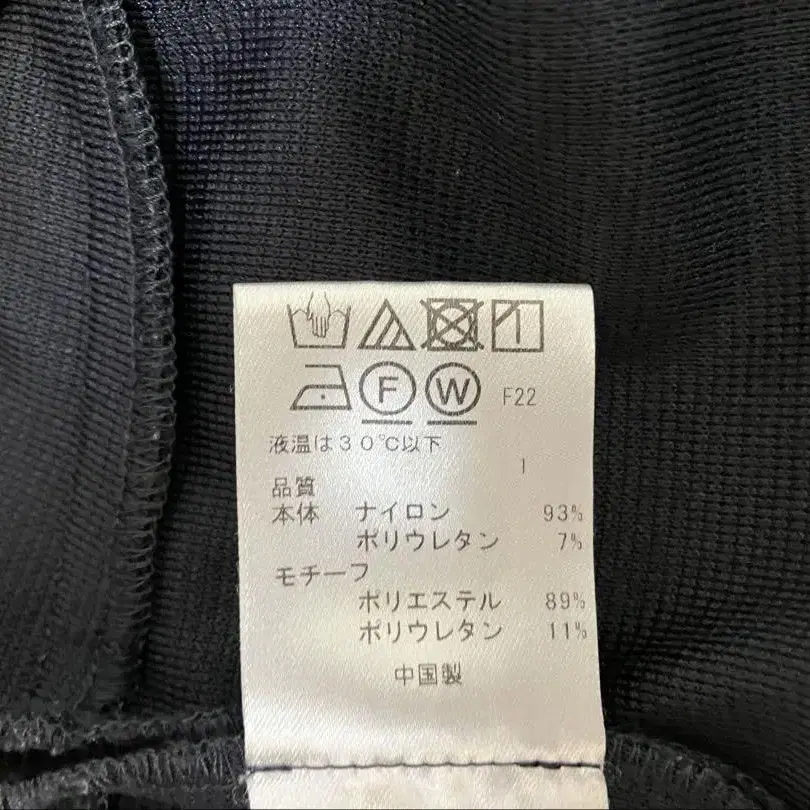 F W F22
液温は30℃以下
品質
本体 ナイロン 93%
ポリウレタン 7%
モチーフ
ポリエステル 89%
ポリウレタン 11%
中国製